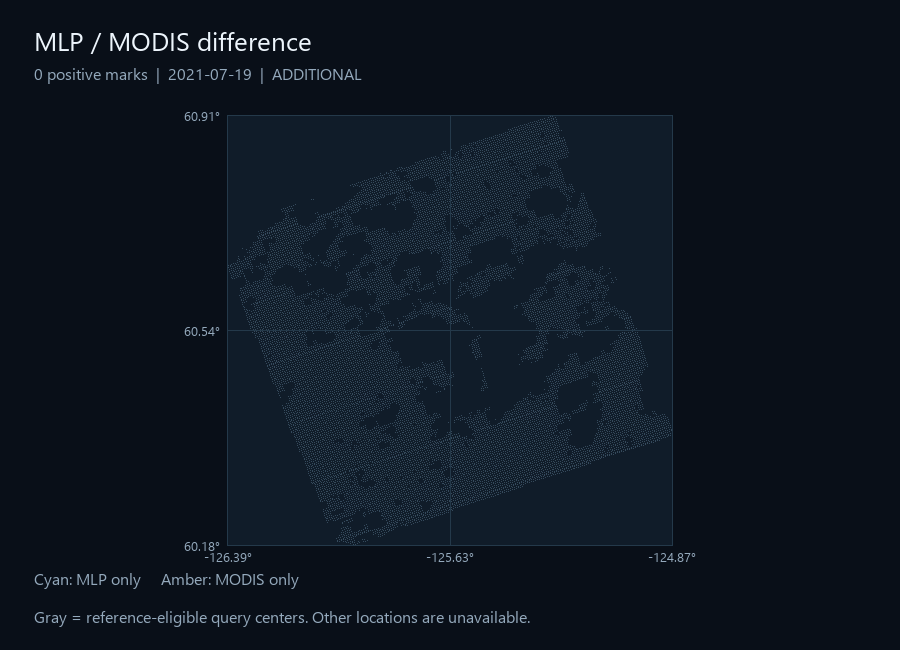 MLP / MODIS difference
0 positive marks | 2021-07-19 | ADDITIONAL
60.91°
60.54°
60.18°
-126.39° -125.63° -124.87°
Cyan: MLP only Amber: MODIS only
Gray = reference-eligible query centers. Other locations are unavailable.